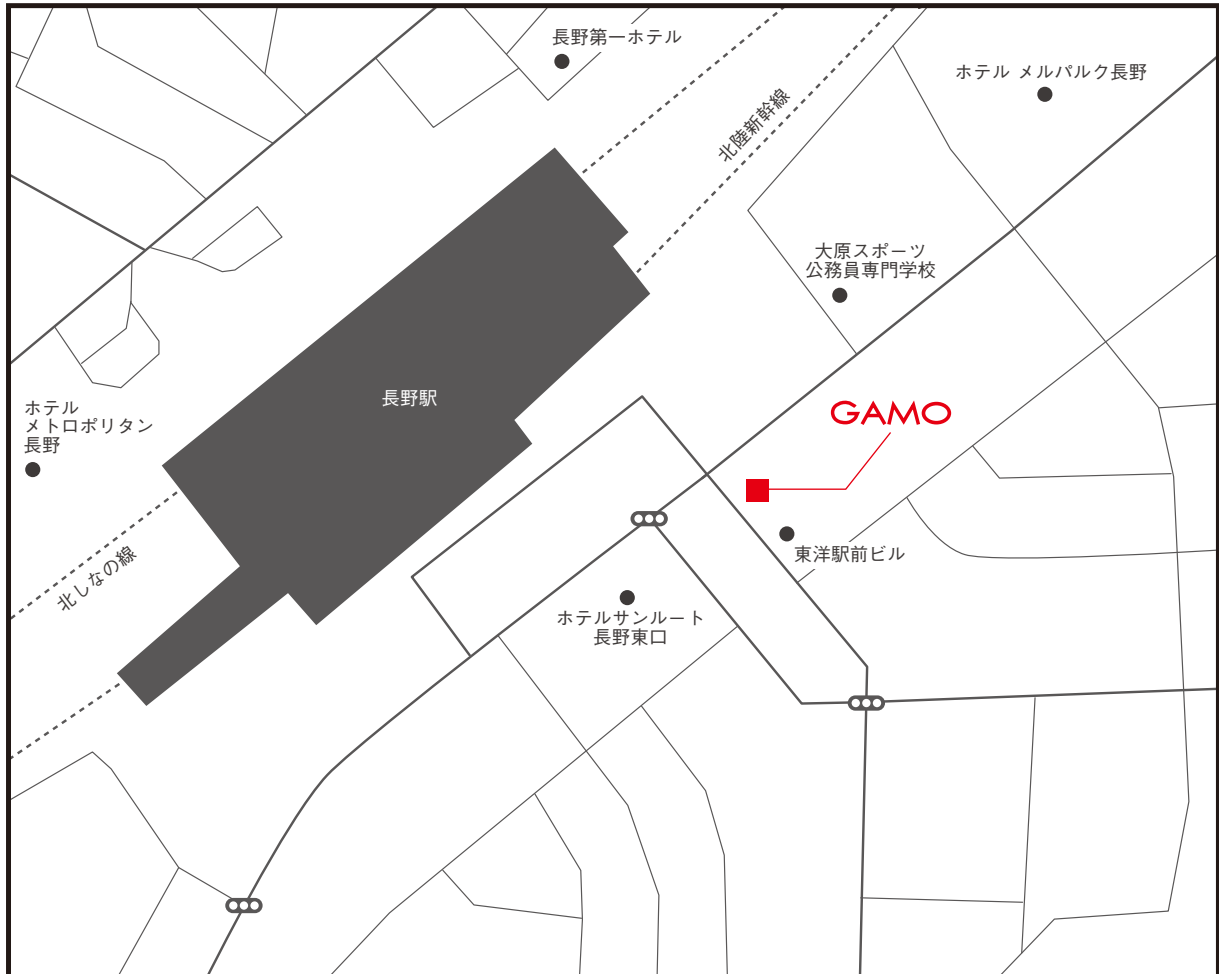 長野第一ホテル
ホテル メルパルク長野
北陸新幹線
大原スポーツ
公務員専門学校
長野駅
ホテル
メトロポリタン
長野
GAMO
東洋駅前ビル
北しなの線
ホテルサンルート
長野東口